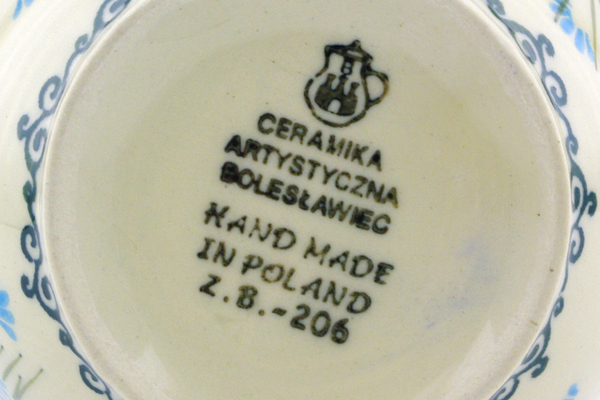 CERAMIKA
ARTYSTYCZNA
BOLESŁAWIEC
HAND MADE
IN POLAND
Z.B.-206